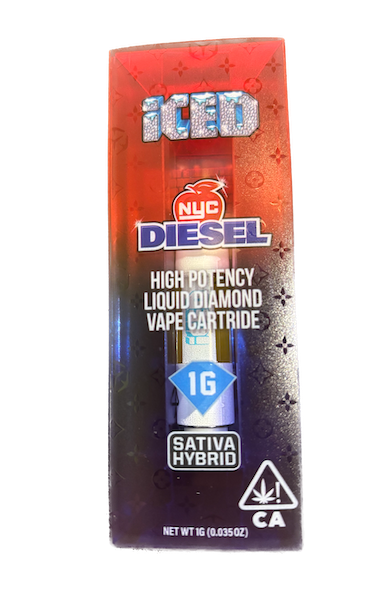 iCED
NYC
DIESEL
HIGH POTENCY
LIQUID DIAMOND
VAPE CARTRIDE
1G
SATIVA
HYBRID
!
CA
NET WT 1G (0.035OZ)